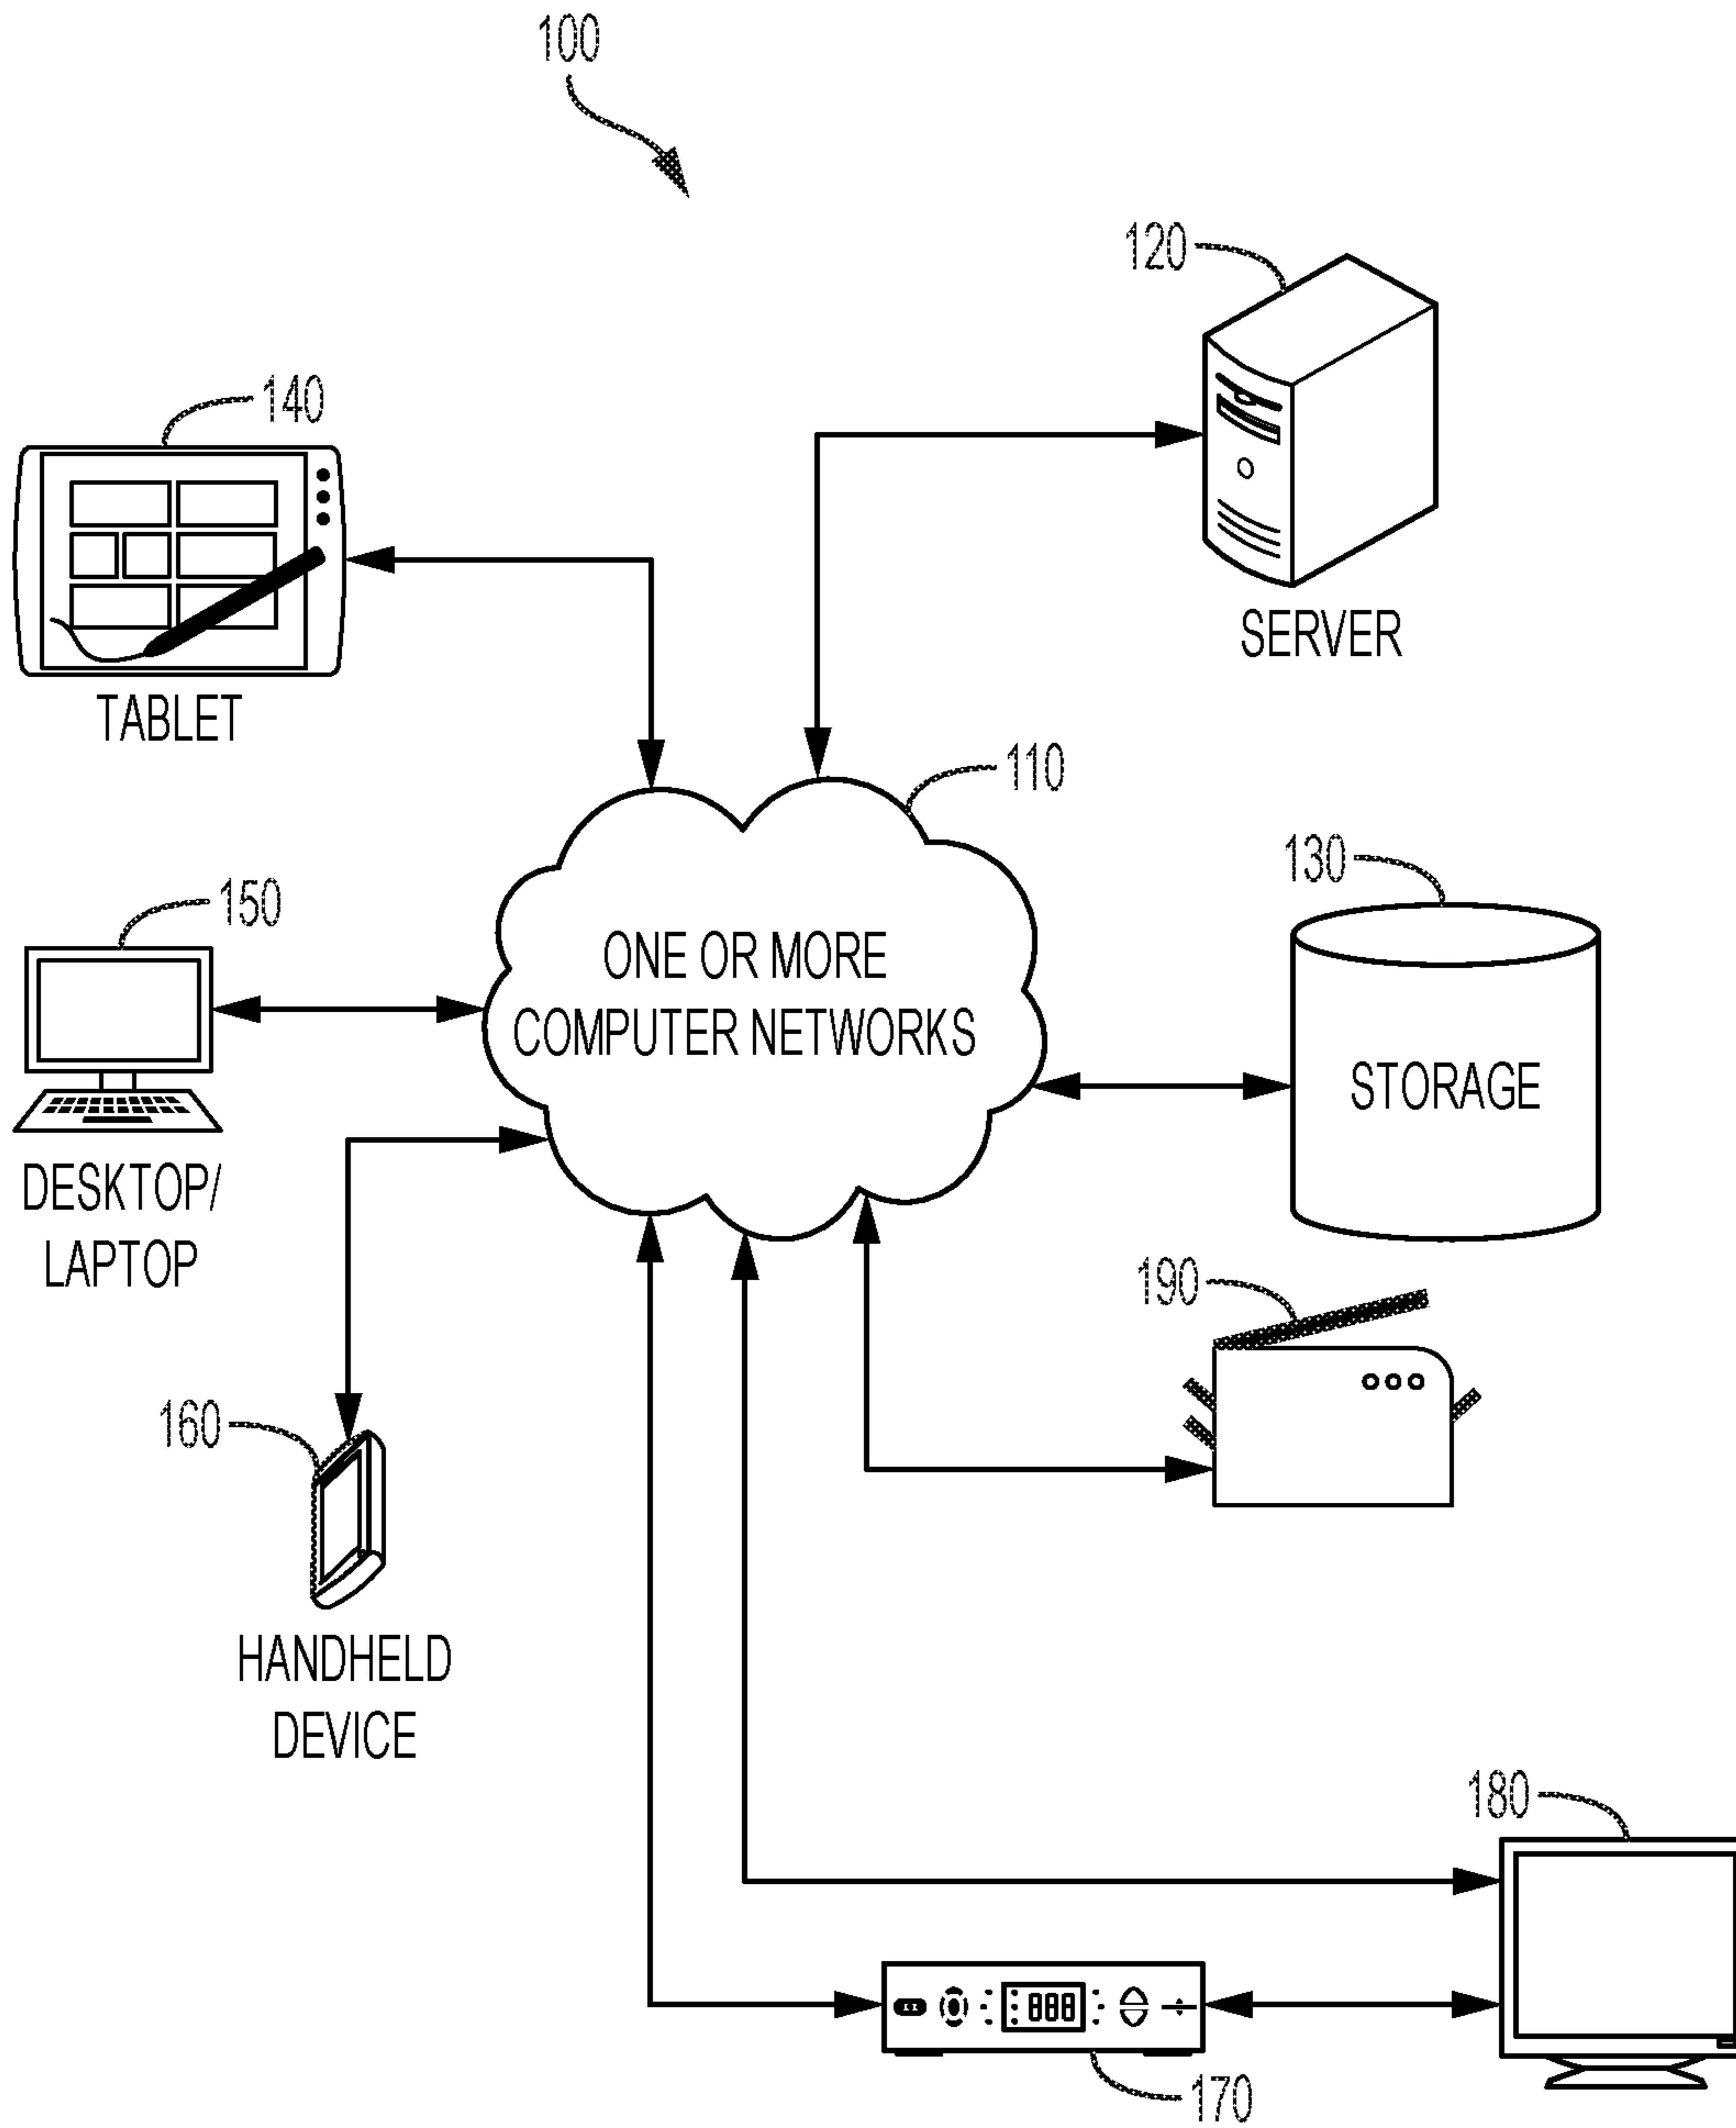 100
120
140
SERVER
TABLET
110
130
150
ONE OR MORE
COMPUTER NETWORKS
STORAGE
DESKTOP/
LAPTOP
190
160
HANDHELD
DEVICE
180
888
170